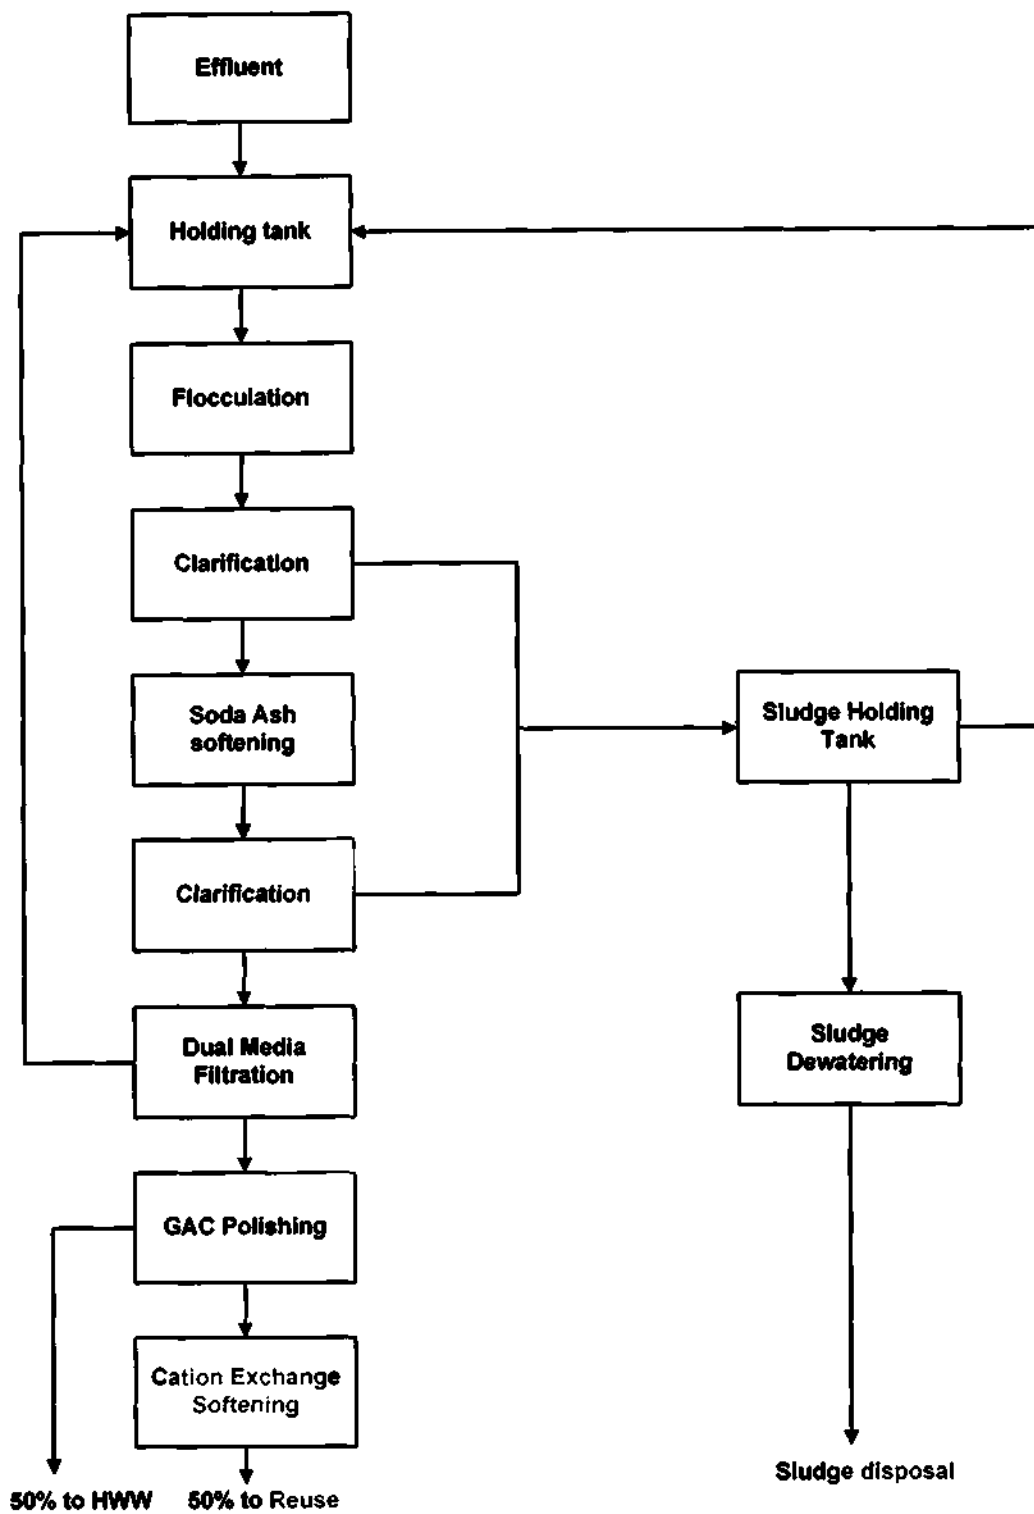 Effluent
Holding tank
Flocculation
Clarification
Soda Ash
softening
Clarification
Dual Media
Filtration
GAC Polishing
Cation Exchange
Softening
50% to HWW
50% to Reuse
Sludge Holding
Tank
Sludge
Dewatering
Sludge disposal